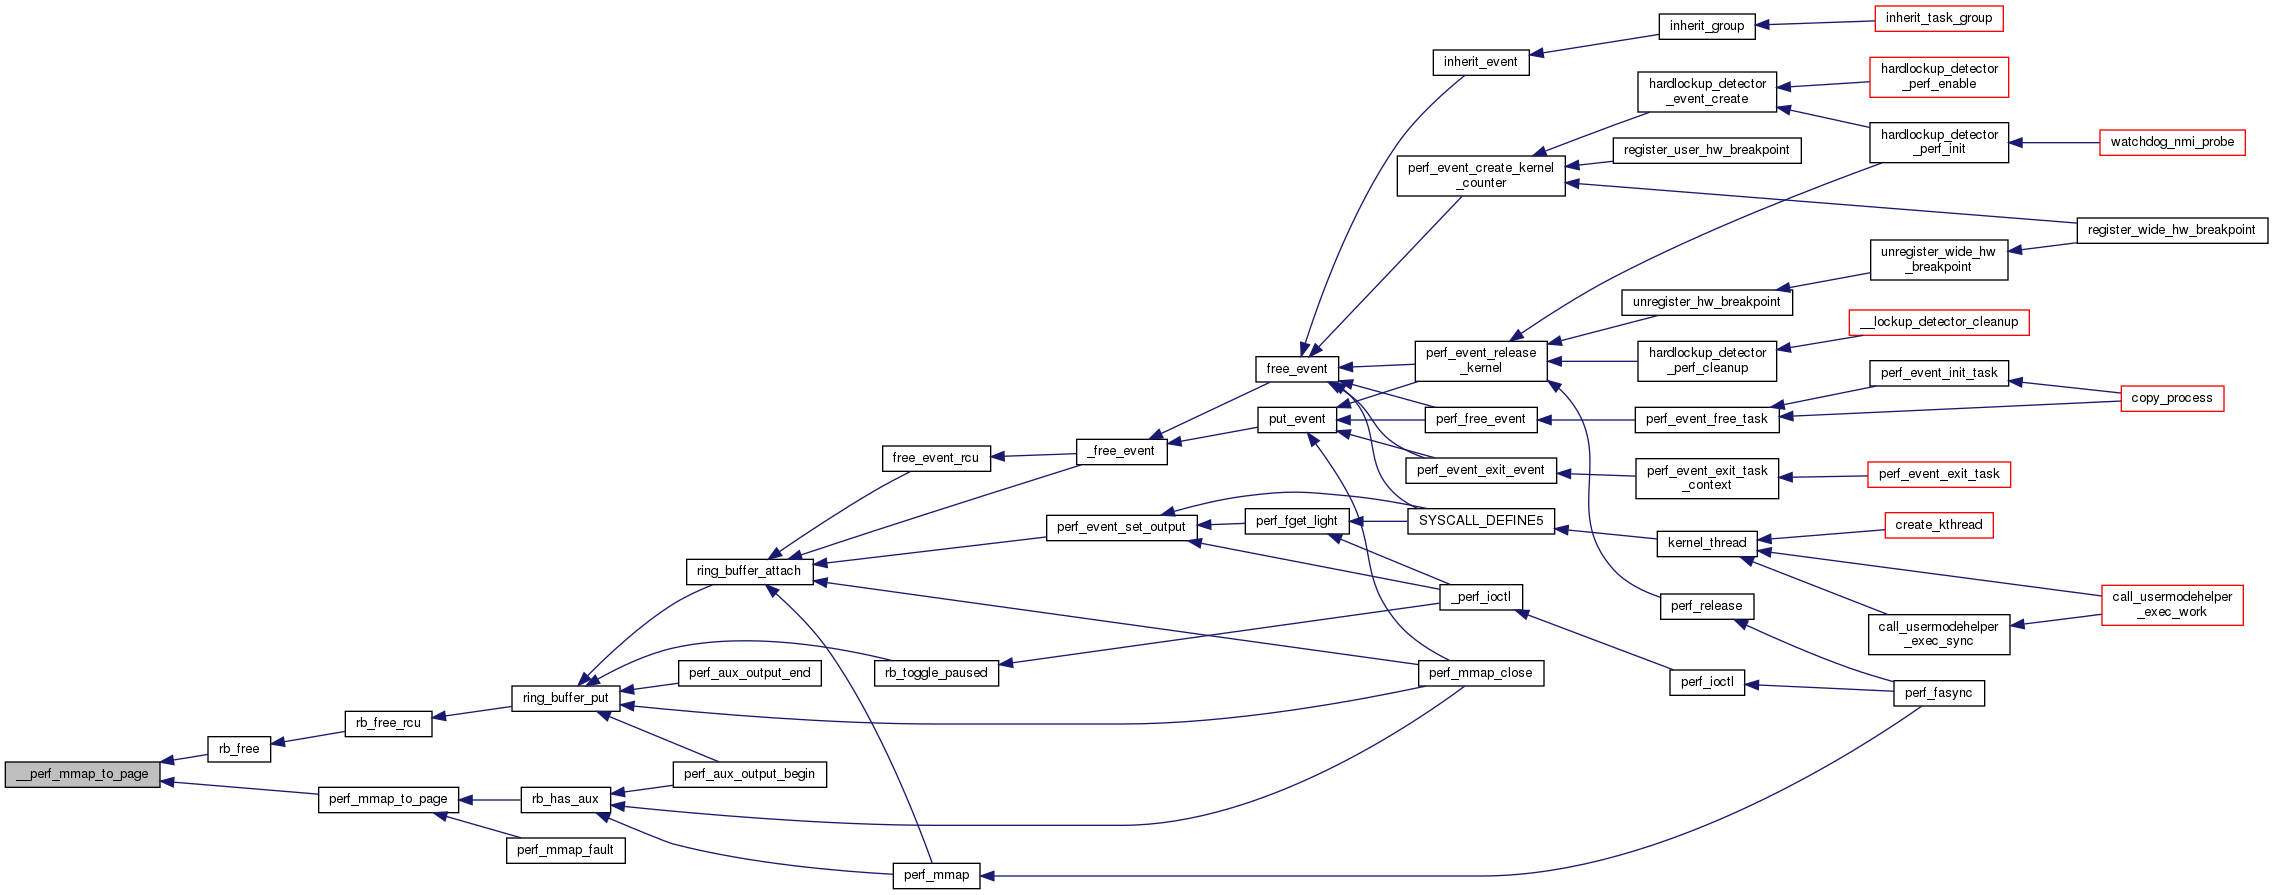 inherit_task_group
inherit_group
inherit_event
hardlockup_detector
_perf_enable
hardlockup_detector
_event_create
hardlockup_detector
_perf_init
watchdog_nmi_probe
register_user_hw_breakpoint
perf_event_create_kernel
_counter
register_wide_hw_breakpoint
unregister_wide_hw
_breakpoint
unregister_hw_breakpoint
__lockup_detector_cleanup
perf_event_release
_kernel
hardlockup_detector
_perf_cleanup
free_event
perf_event_init_task
copy_process
put_event
perf_free_event
perf_event_free_task
_free_event
free_event_rcu
perf_event_exit_event
perf_event_exit_task
_context
perf_event_exit_task
perf_event_set_output
perf_fget_light
SYSCALL_DEFINE5
create_kthread
kernel_thread
ring_buffer_attach
_perf_ioctl
perf_release
call_usermodehelper
_exec_work
call_usermodehelper
_exec_sync
perf_aux_output_end
rb_toggle_paused
perf_mmap_close
perf_ioctl
perf_fasync
ring_buffer_put
rb_free_rcu
rb_free
__perf_mmap_to_page
perf_aux_output_begin
perf_mmap_to_page
rb_has_aux
perf_mmap_fault
perf_mmap